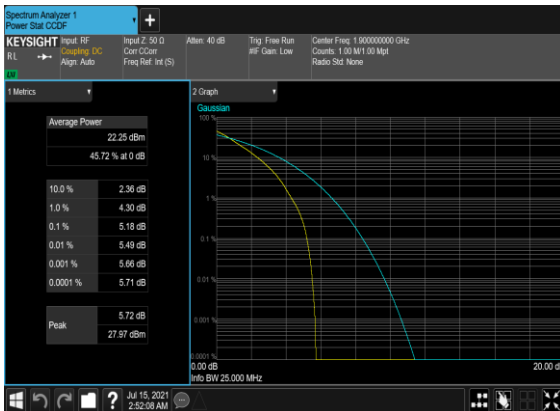 Spectrum Analyzer 1
Power Stat CCDF
KEYSIGHT
RL
LXI
Input: RF
Coupling: DC
Align: Auto
Input Z: 50 Ω
Corr CCorr
Freq Ref: Int (S)
Atten: 40 dB
Trig: Free Run
#IF Gain: Low
Center Freq: 1.900000000 GHz
Counts: 1.00 M/1.00 Mpt
Radio Std: None
1 Metrics
Average Power
22.25 dBm
45.72 % at 0 dB
10.0 % 2.36 dB
1.0 % 4.30 dB
0.1 % 5.18 dB
0.01 % 5.49 dB
0.001 % 5.66 dB
0.0001 % 5.71 dB
Peak 5.72 dB
27.97 dBm
2 Graph
Gaussian
100 %
10 %
1 %
0.1 %
0.01 %
0.001 %
0.0001 %
0.00 dB
20.00 d
Info BW 25.000 MHz
?
Jul 15, 2021
2:52:08 AM